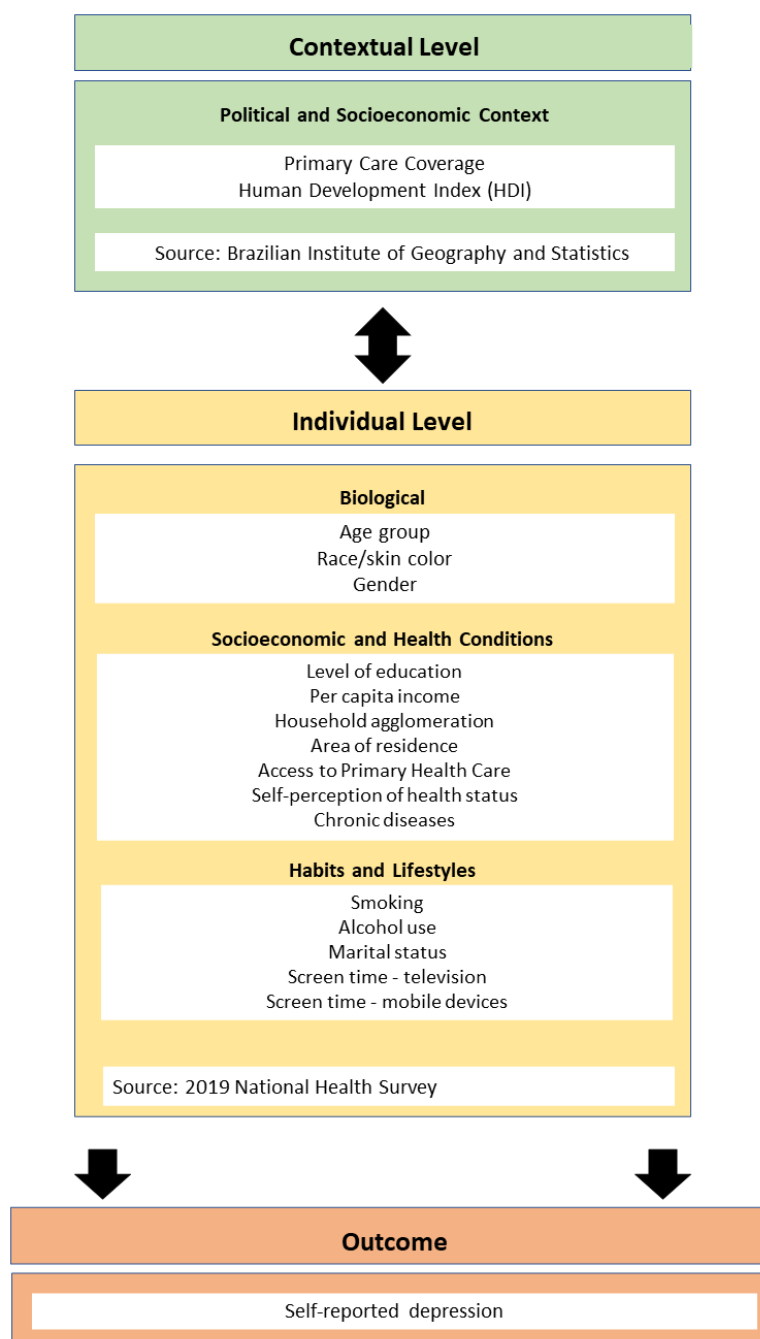 Contextual Level
Political and Socioeconomic Context
Primary Care Coverage
Human Development Index (HDI)
Source: Brazilian Institute of Geography and Statistics
Individual Level
Biological
Age group
Race/skin color
Gender
Socioeconomic and Health Conditions
Level of education
Per capita income
Household agglomeration
Area of residence
Access to Primary Health Care
Self-perception of health status
Chronic diseases
Habits and Lifestyles
Smoking
Alcohol use
Marital status
Screen time - television
Screen time - mobile devices
Source: 2019 National Health Survey
Outcome
Self-reported depression